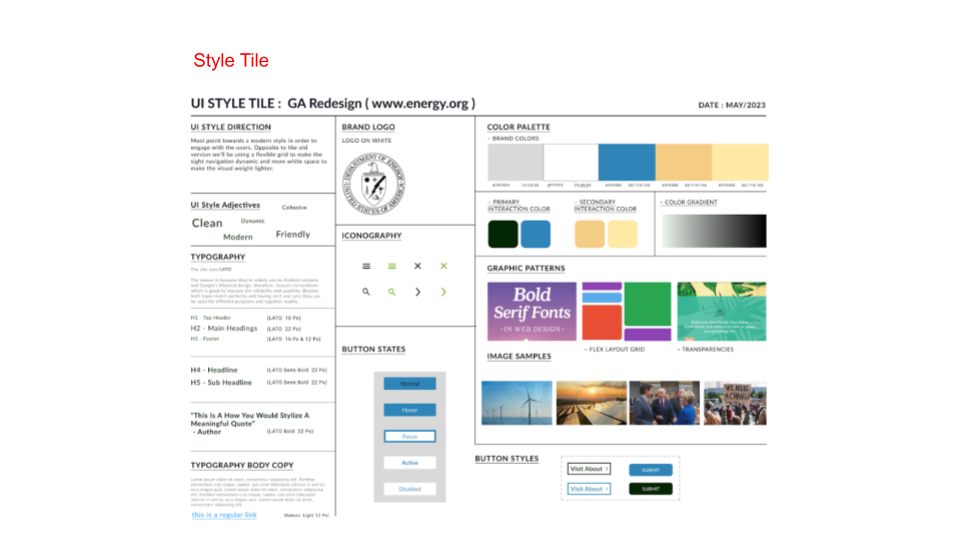 Style Tile
UI STYLE TILE :  GA Redesign ( www.energy.org )
DATE : MAY/2023
UI STYLE DIRECTION
Must point towards a modern style in order to
engage with the users. Opposite to the old
version we'll be using a flexible grid to make the
sight navigation dynamic and more white space to
make the visual weight lighter.
UI Style Adjectives
Cohesive
Clean
Dynamic
Modern
Friendly
TYPOGRAPHY
The site uses LATO
H1 - Top Header
(LATO 16 Px)
H2 - Main Headings
(LATO 22 Px)
H3 - Footer
(LATO 16 Px & 12 Px)
H4 - Headline
(LATO Semi Bold 22 Px)
H5 - Sub Headline
(LATO Semi Bold 22 Px)
"This Is A How You Would Stylize A
Meaningful Quote"
- Author
(LATO Bold 22 Px)
TYPOGRAPHY BODY COPY
this is a regular link
(Roboto Light 12 Px)
BRAND LOGO
LOGO ON WHITE
DEPARTMENT OF ENERGY
UNITED STATES OF AMERICA
ICONOGRAPHY
BUTTON STATES
Normal
Hover
Focus
Active
Disabled
COLOR PALETTE
- BRAND COLORS
- PRIMARY
INTERACTION COLOR
- SECONDARY
INTERACTION COLOR
- COLOR GRADIENT
GRAPHIC PATTERNS
Bold
Serif Fonts
~IN WEB DESIGN~
- FLEX LAYOUT GRID
- TRANSPARENCIES
IMAGE SAMPLES
WE NEED
A CHANGE
BUTTON STYLES
Visit About
SUBMIT
Visit About
SUBMIT